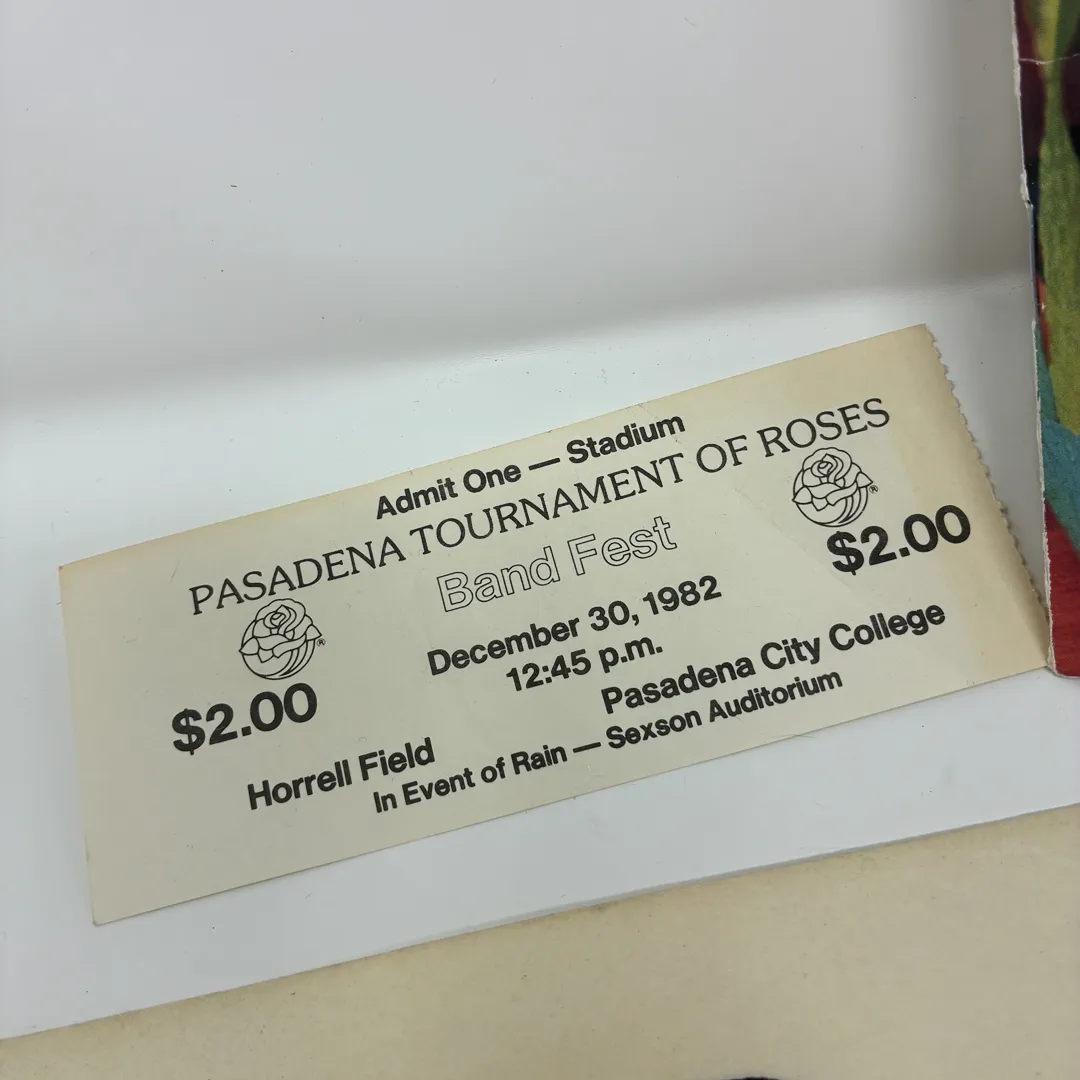 Admit One — Stadium
PASADENA TOURNAMENT OF ROSES
Band Fest
® ®
$2.00 $2.00
December 30, 1982
12:45 p.m.
Horrell Field Pasadena City College
In Event of Rain — Sexson Auditorium